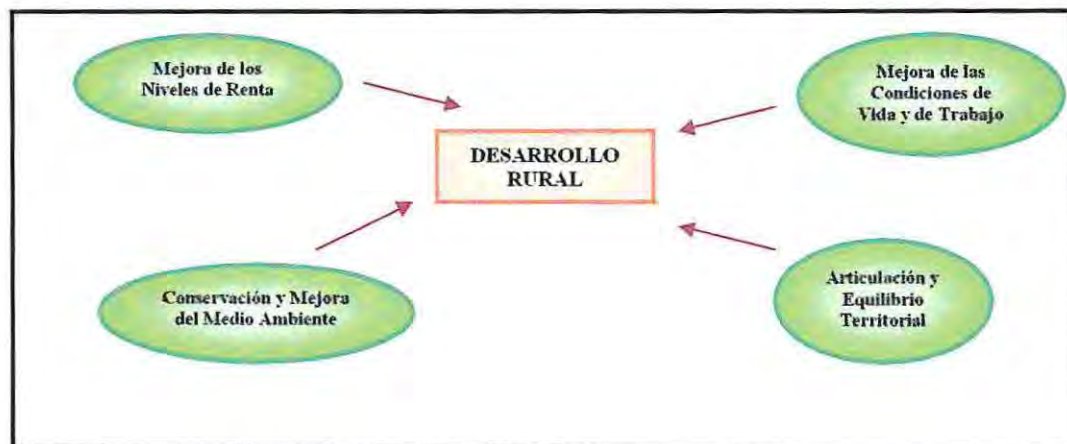 Mejora de los
Niveles de Renta
Mejora de las
Condiciones de
Vida y de Trabajo
DESARROLLO
RURAL
Conservación y Mejora
del Medio Ambiente
Articulación y
Equilibrio
Territorial